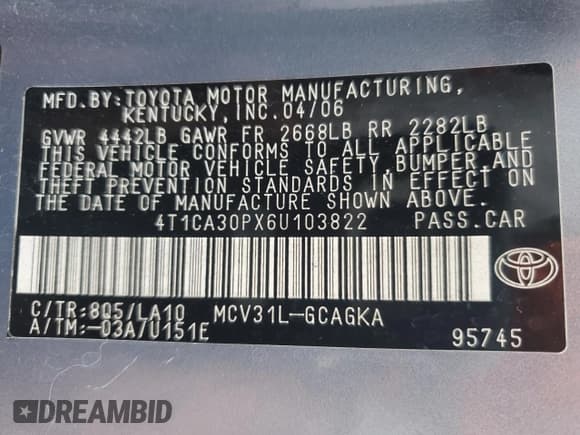 MFD.BY:TOYOTA MOTOR MANUFACTURING,
KENTUCKY, INC. 04/06
GVWR 4442LB GAWR FR 2668LB RR 2282LB
THIS VEHICLE CONFORMS TO ALL APPLICABLE
FEDERAL MOTOR VEHICLE SAFETY, BUMPER, AND
THEFT PREVENTION STANDARDS IN EFFECT ON
THE DATE OF MANUFACTURE SHOWN ABOVE.
4T1CA30PX6U103822 PASS.CAR
C/TR:8Q5/LA10 MCV31L-GCAGKA
A/TM:-03A/U151E 95745
DREAMBID